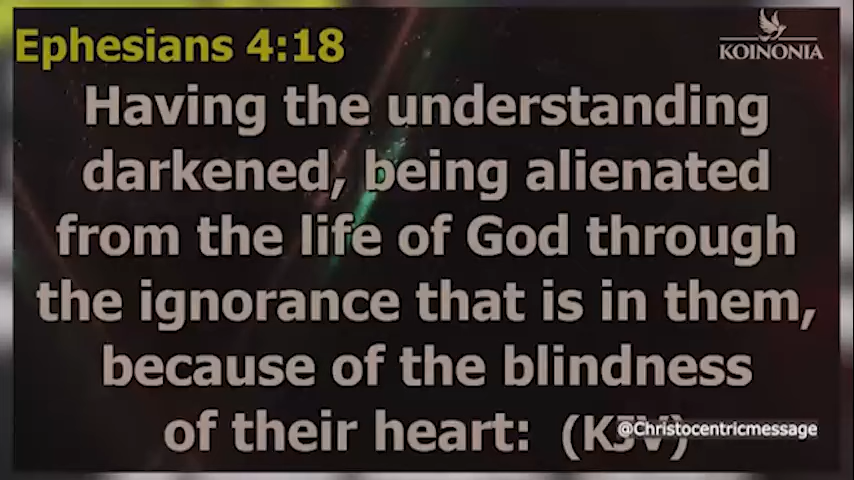 Ephesians 4:18
KOINONIA
Having the understanding
darkened, being alienated
from the life of God through
the ignorance that is in them,
because of the blindness
of their heart: (KJV)
@Christocentricmessage